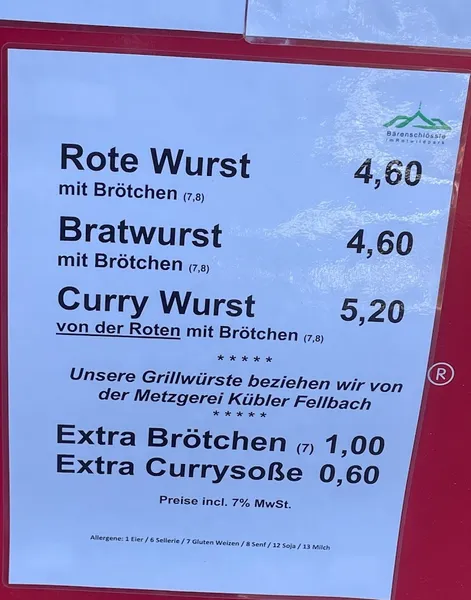 Bärenschlössle
im Rotwildpark
Rote Wurst 4,60
mit Brötchen (7,8)
Bratwurst 4,60
mit Brötchen (7,8)
Curry Wurst 5,20
von der Roten mit Brötchen (7,8)
* * * * *
Unsere Grillwürste beziehen wir von
der Metzgerei Kübler Fellbach
* * * * *
®
Extra Brötchen (7) 1,00
Extra Currysoße 0,60
Preise incl. 7% MwSt.
Allergene: 1 Eier / 6 Sellerie / 7 Gluten Weizen / 8 Senf / 12 Soja / 13 Milch